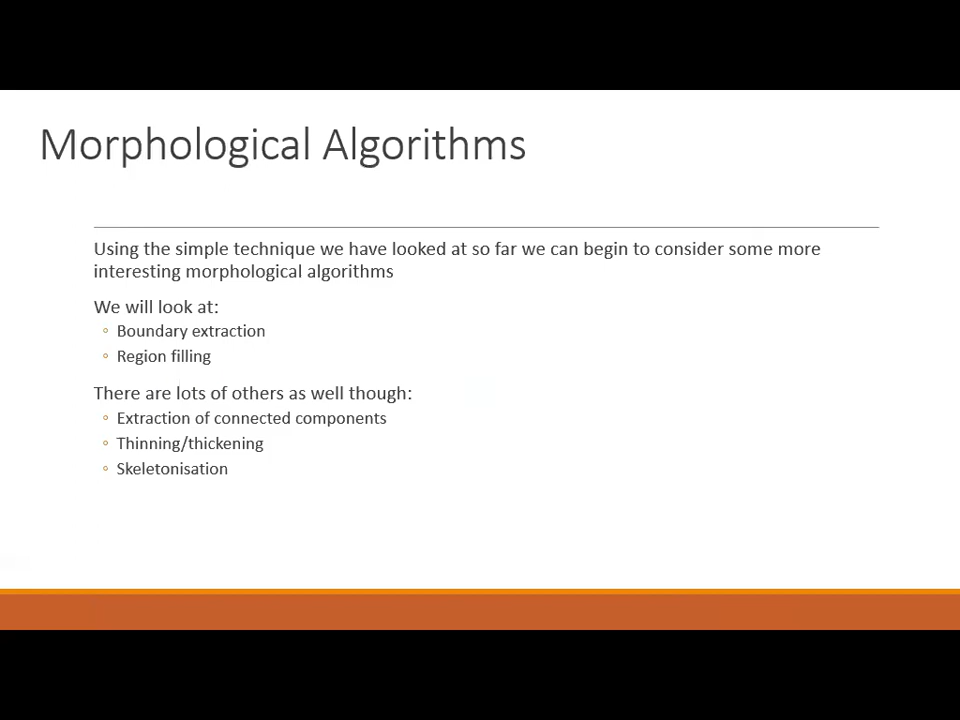 Morphological Algorithms
Using the simple technique we have looked at so far we can begin to consider some more
interesting morphological algorithms
We will look at:
◦ Boundary extraction
◦ Region filling
There are lots of others as well though:
◦ Extraction of connected components
◦ Thinning/thickening
◦ Skeletonisation